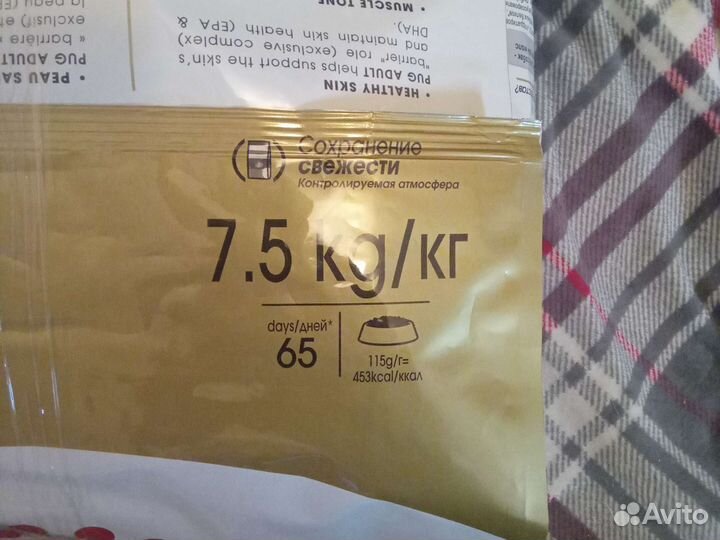 • MUSCLE TONE
DHA).
and maintain skin health (EPA &
"barrier" role (exclusive complex)
PUG ADULT helps support the skin's
• HEALTHY SKIN
la peau (EPA
exclusif) et
« barrière
PUG ADULT
• PEAU SA
Сохранение
свежести
Контролируемая атмосфера
7.5 kg/кг
days/дней*
65
115g/г=
453kcal/ккал
Avito